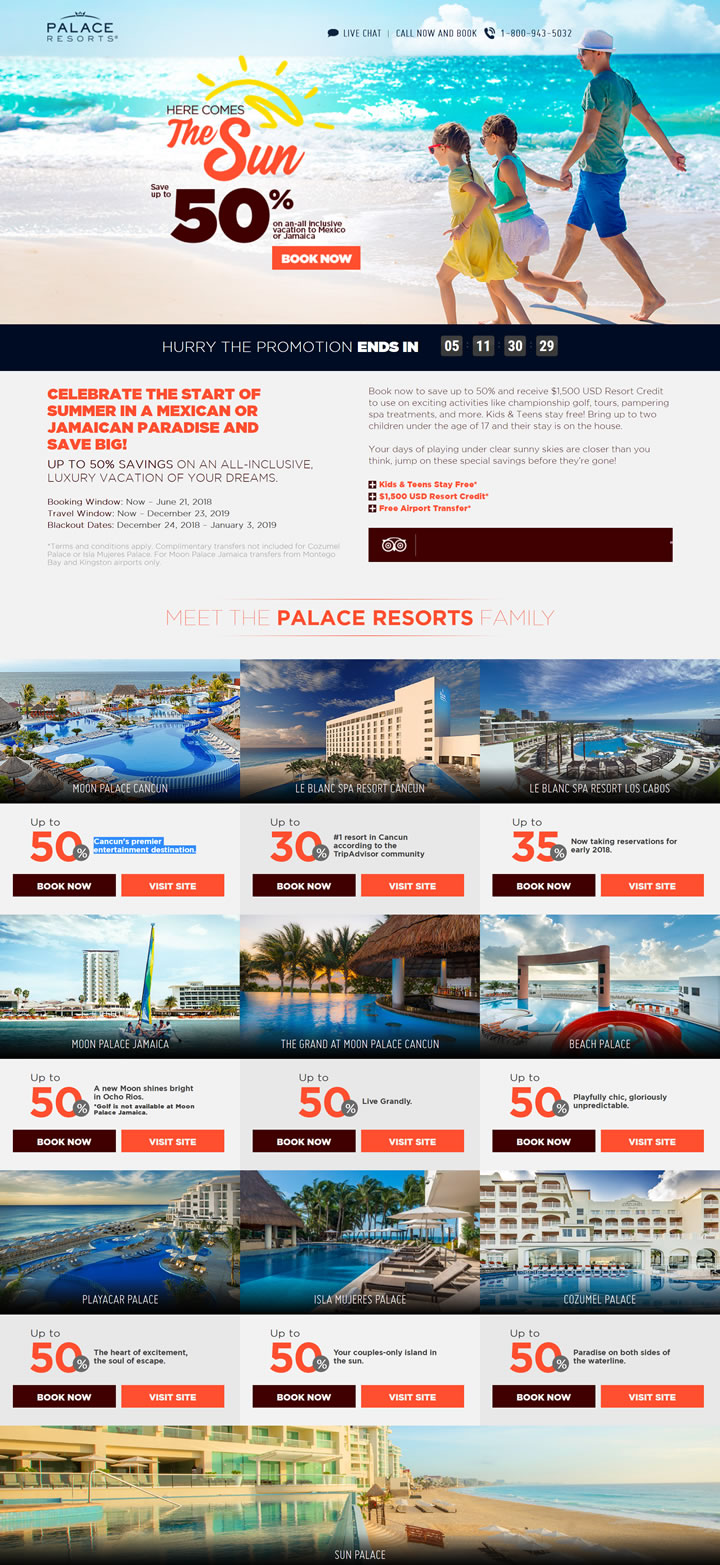 PALACE
RESORTS®
LIVE CHAT | CALL NOW AND BOOK 1-800-943-5032
HERE COMES
The Sun
Save
up to
50%
on an-all inclusive
vacation to Mexico
or Jamaica
BOOK NOW
HURRY THE PROMOTION ENDS IN 05 : 11 : 30 : 29
CELEBRATE THE START OF
SUMMER IN A MEXICAN OR
JAMAICAN PARADISE AND
SAVE BIG!
UP TO 50% SAVINGS ON AN ALL-INCLUSIVE,
LUXURY VACATION OF YOUR DREAMS.
Booking Window: Now – June 21, 2018
Travel Window: Now – December 23, 2019
Blackout Dates: December 24, 2018 – January 3, 2019
*Terms and conditions apply. Complimentary transfers not included for Cozumel
Palace or Isla Mujeres Palace. For Moon Palace Jamaica transfers from Montego
Bay and Kingston airports only.
Book now to save up to 50% and receive $1,500 USD Resort Credit
to use on exciting activities like championship golf, tours, pampering
spa treatments, and more. Kids & Teens stay free! Bring up to two
children under the age of 17 and their stay is on the house.
Your days of playing under clear sunny skies are closer than you
think, jump on these special savings before they're gone!
Kids & Teens Stay Free*
$1,500 USD Resort Credit*
Free Airport Transfer*
MEET THE PALACE RESORTS FAMILY
MOON PALACE CANCUN
Up to
50%
Cancun's premier
entertainment destination.
BOOK NOW
VISIT SITE
LE BLANC SPA RESORT CANCUN
Up to
30%
#1 resort in Cancun
according to the
TripAdvisor community
BOOK NOW
VISIT SITE
LE BLANC SPA RESORT LOS CABOS
Up to
35%
Now taking reservations for
early 2018.
BOOK NOW
VISIT SITE
MOON PALACE JAMAICA
Up to
50%
A new Moon shines bright
in Ocho Rios.
*Golf is not available at Moon
Palace Jamaica.
BOOK NOW
VISIT SITE
THE GRAND AT MOON PALACE CANCUN
Up to
50%
Live Grandly.
BOOK NOW
VISIT SITE
BEACH PALACE
Up to
50%
Playfully chic, gloriously
unpredictable.
BOOK NOW
VISIT SITE
PLAYACAR PALACE
Up to
50%
The heart of excitement,
the soul of escape.
BOOK NOW
VISIT SITE
ISLA MUJERES PALACE
Up to
50%
Your couples-only island in
the sun.
BOOK NOW
VISIT SITE
COZUMEL PALACE
Up to
50%
Paradise on both sides of
the waterline.
BOOK NOW
VISIT SITE
SUN PALACE